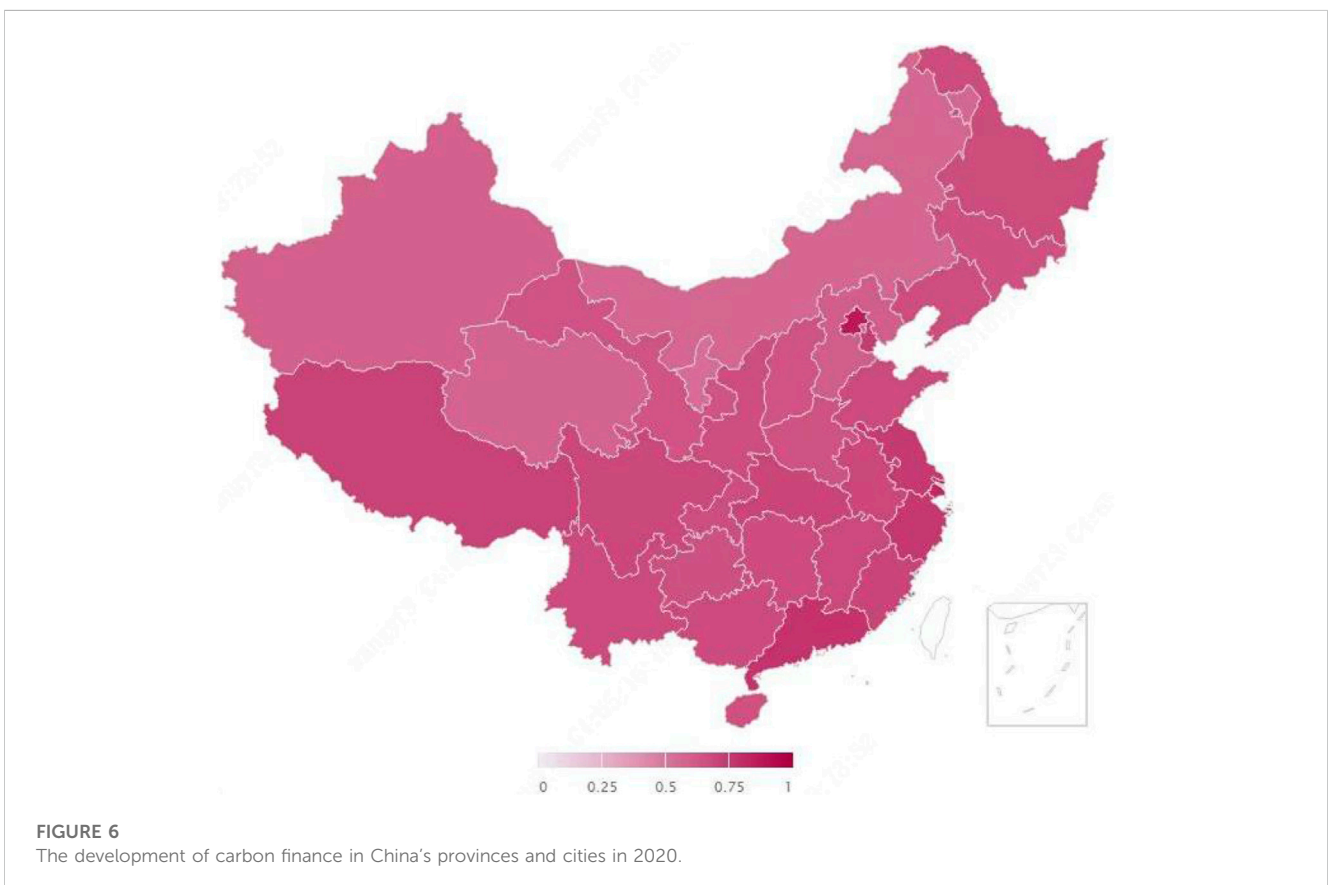 0 0.25 0.5 0.75 1
FIGURE 6
The development of carbon finance in China's provinces and cities in 2020.